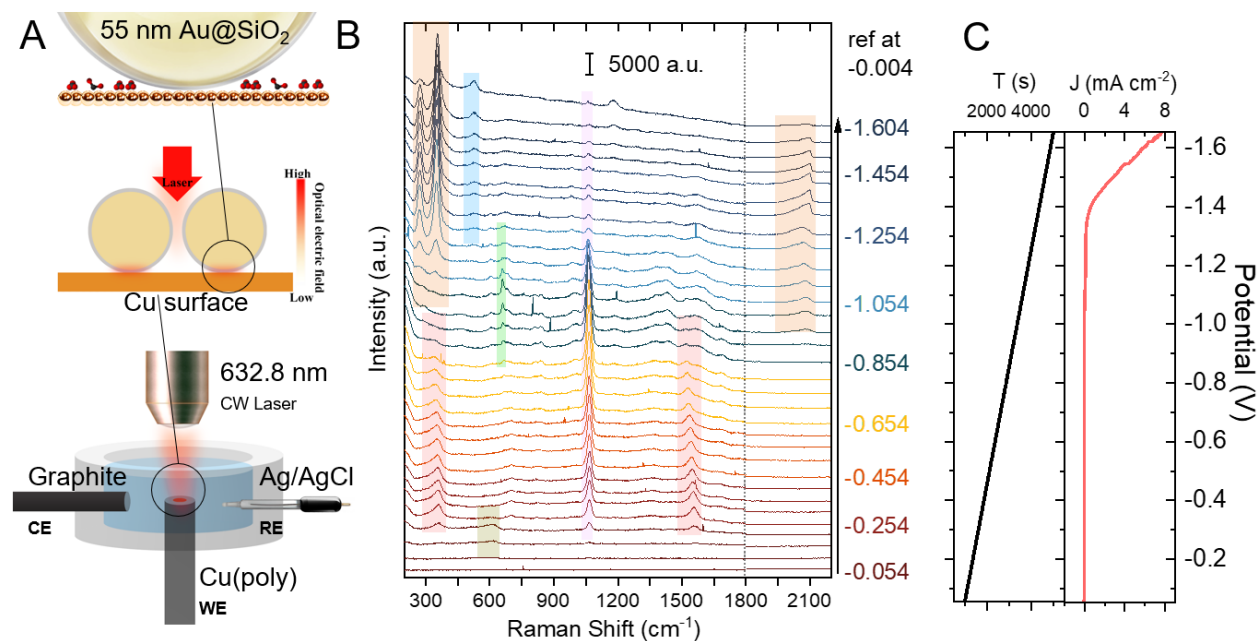 A
55 nm Au@SiO₂
Laser
High
Optical electric field
Low
Cu surface
632.8 nm
CW Laser
Graphite
CE
Ag/AgCl
RE
Cu(poly)
WE
B
5000 a.u.
ref at
-0.004
-1.604
-1.454
-1.254
-1.054
-0.854
-0.654
-0.454
-0.254
-0.054
Intensity (a.u.)
300 600 900 1200 1500 1800 2100
Raman Shift (cm⁻¹)
C
T (s)
2000 4000
J (mA cm⁻²)
0 4 8
-1.6
-1.4
-1.2
-1.0
-0.8
-0.6
-0.4
-0.2
Potential (V)